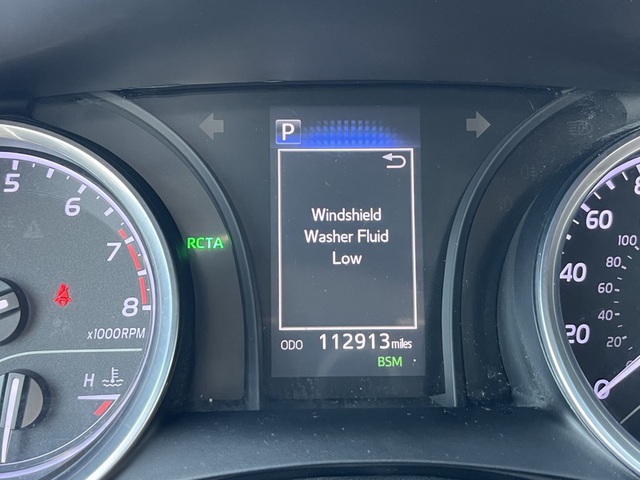 P
Windshield
Washer Fluid
Low
ODO 112913 miles
BSM
RCTA
5
6
7
8
x1000RPM
H
60
40
20
0
100
80
60
40
20